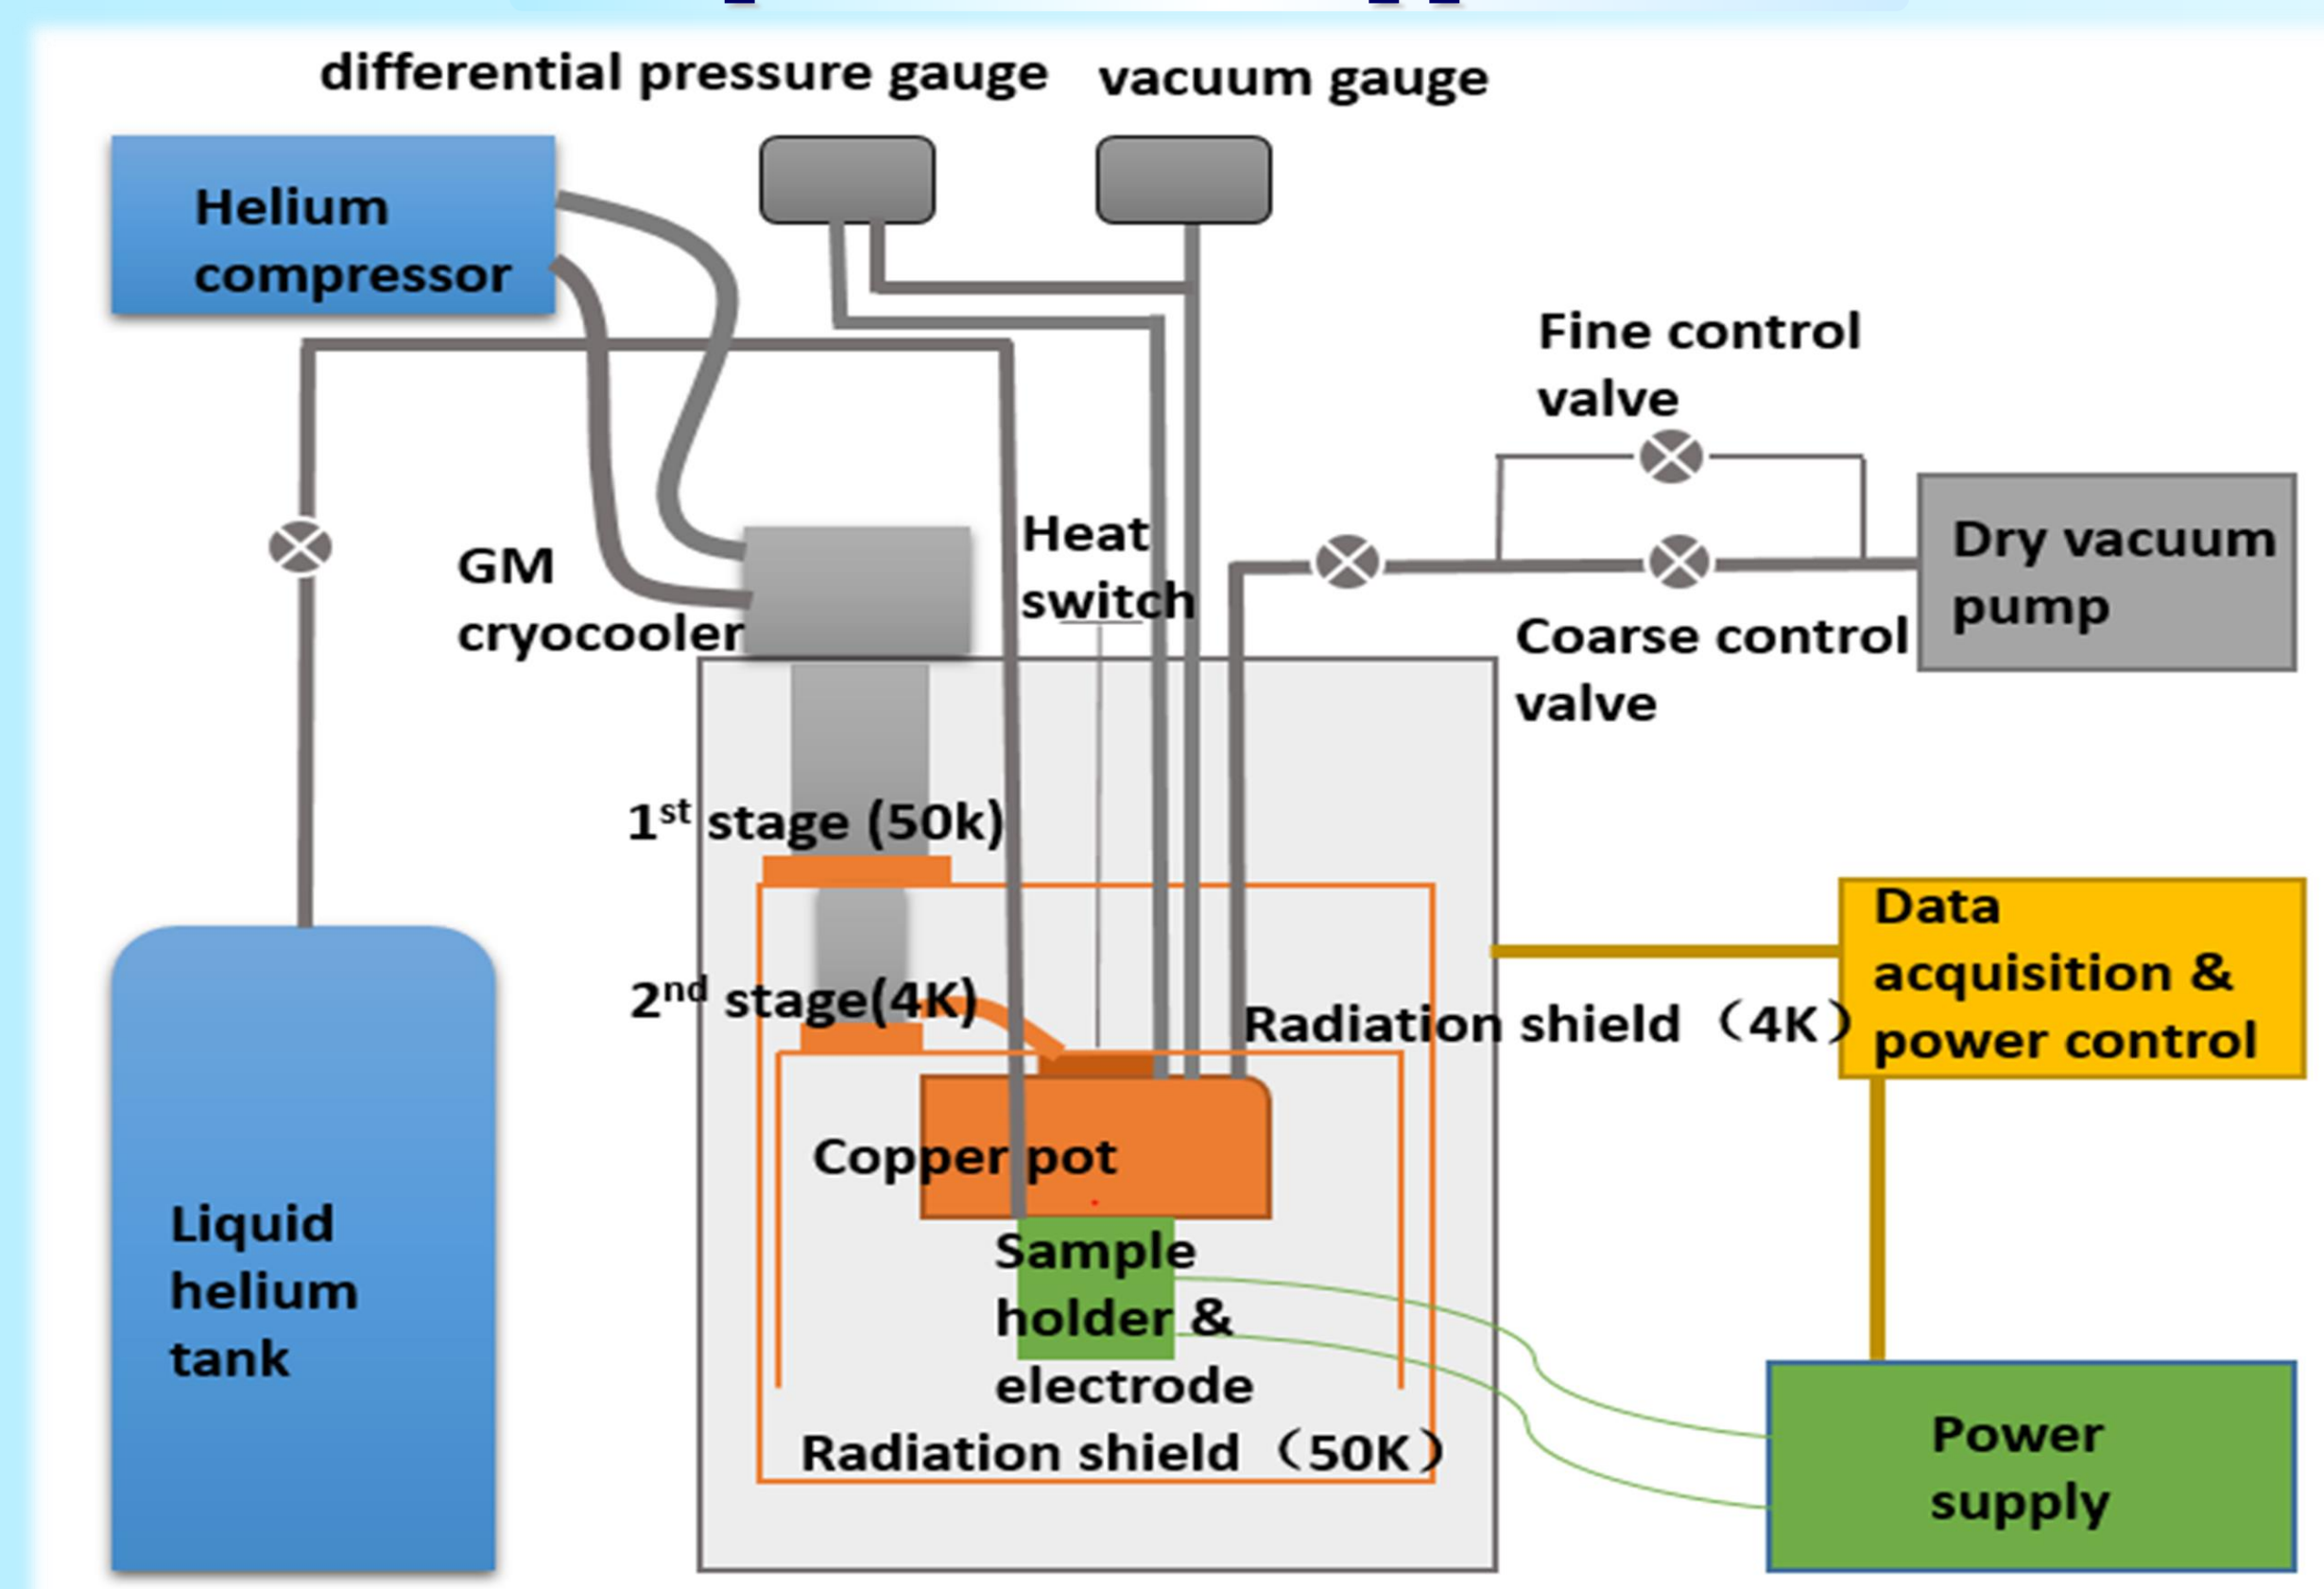 differential pressure gauge
vacuum gauge
Helium
compressor
Fine control
valve
GM
cryocooler
Heat
switch
Dry vacuum
pump
Coarse control
valve
1st stage (50k)
2nd stage(4K)
Radiation shield（4K）
Data
acquisition &
power control
Copper pot
Liquid
helium
tank
Sample
holder &
electrode
Radiation shield（50K）
Power
supply